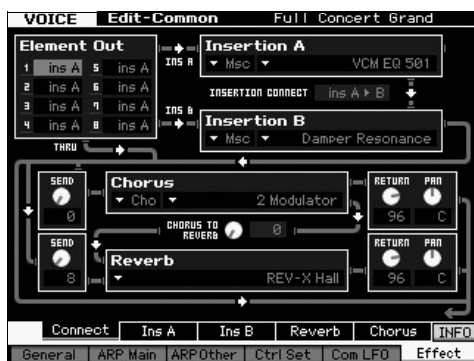 VOICE Edit-Common Full Concert Grand
Element Out
1 ins A 5 ins A
2 ins A 6 ins A
3 ins A 7 ins A
4 ins A 8 ins A
THRU
INS A
Insertion A
Msc VCM EQ 501
INSERTION CONNECT ins A ▸ B
INS B
Insertion B
Msc Damper Resonance
SEND
0
Chorus
Cho 2 Modulator
RETURN PAN
96 C
CHORUS TO REVERB 0
SEND
8
Reverb
REV-X Hall
RETURN PAN
96 C
Connect Ins A Ins B Reverb Chorus INFO
General ARP Main ARP Other Ctrl Set Com LFO Effect